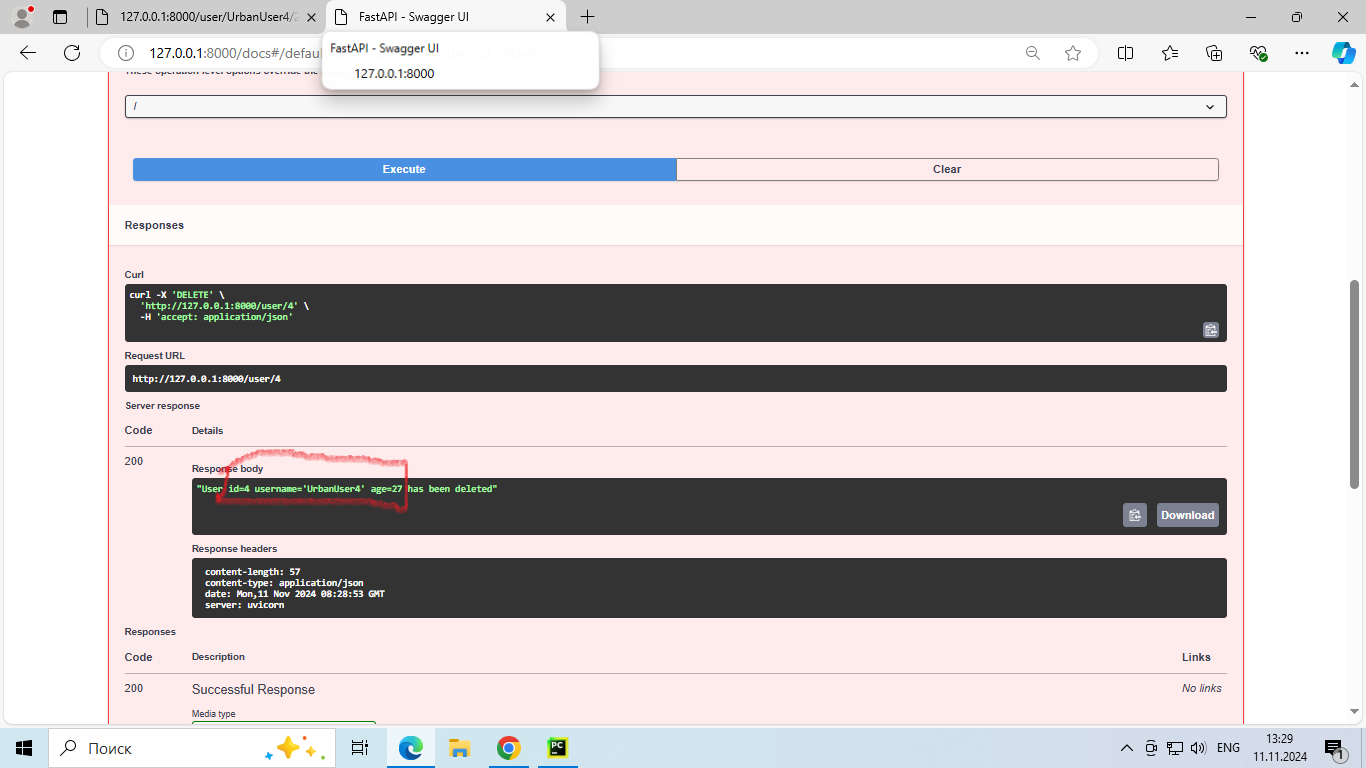 127.0.0.1:8000/user/UrbanUser4/2
FastAPI - Swagger UI
127.0.0.1:8000/docs#/defau
FastAPI - Swagger UI
127.0.0.1:8000
These operation-level options override the
/
Execute
Clear
Responses
Curl
curl -X 'DELETE' \
'http://127.0.0.1:8000/user/4' \
-H 'accept: application/json'
Request URL
http://127.0.0.1:8000/user/4
Server response
Code Details
200
Response body
"User id=4 username='UrbanUser4' age=27 has been deleted"
Download
Response headers
content-length: 57
content-type: application/json
date: Mon,11 Nov 2024 08:28:53 GMT
server: uvicorn
Responses
Code Description Links
200 Successful Response No links
Media type
Поиск
PC
ENG
13:29
11.11.2024
1